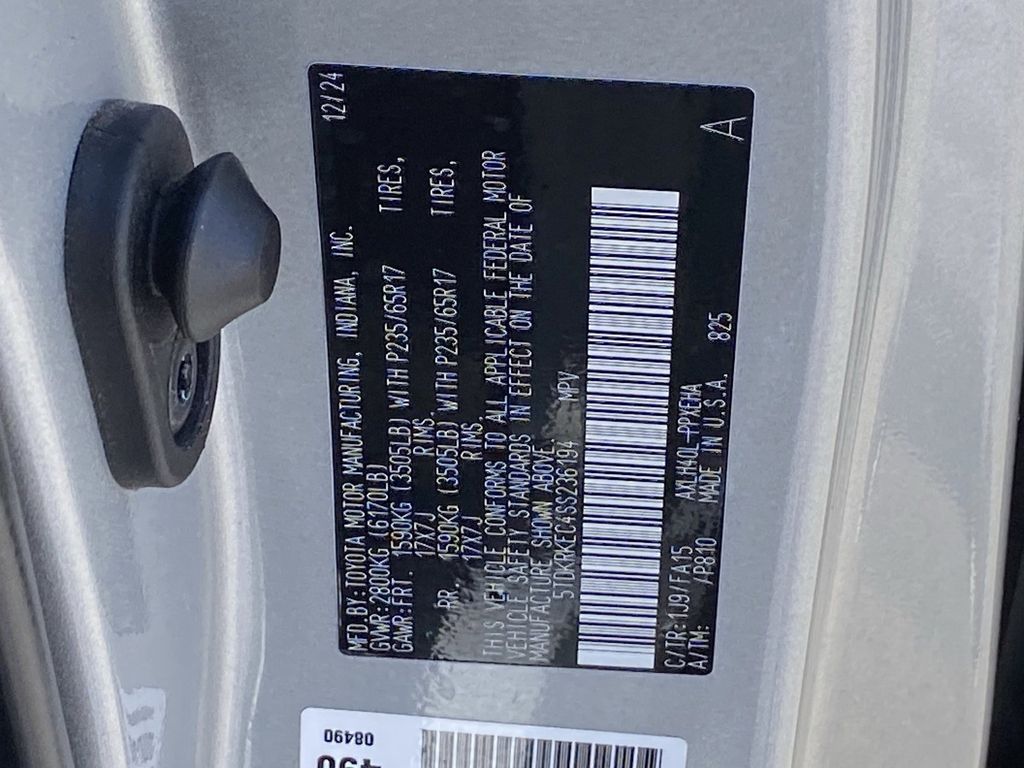 12/24
MFD.BY:TOYOTA MOTOR MANUFACTURING, INDIANA, INC.
GVWR:2800KG (6170LB)
GAWR:FRT. 1590KG (3505LB) WITH P235/65R17 TIRES,
17X7J RIMS,
RR. 1590KG (3505LB) WITH P235/65R17 TIRES,
17X7J RIMS
THIS VEHICLE CONFORMS TO ALL APPLICABLE FEDERAL MOTOR
VEHICLE SAFETY STANDARDS IN EFFECT ON THE DATE OF
MANUFACTURE SHOWN ABOVE.
5TDKRKEC4SS236194 MPV
C/TR:1J9/FA15 AXLH40L-PPXEHA
A/TM: /P810 MADE IN U.S.A. 825
A
08490
490